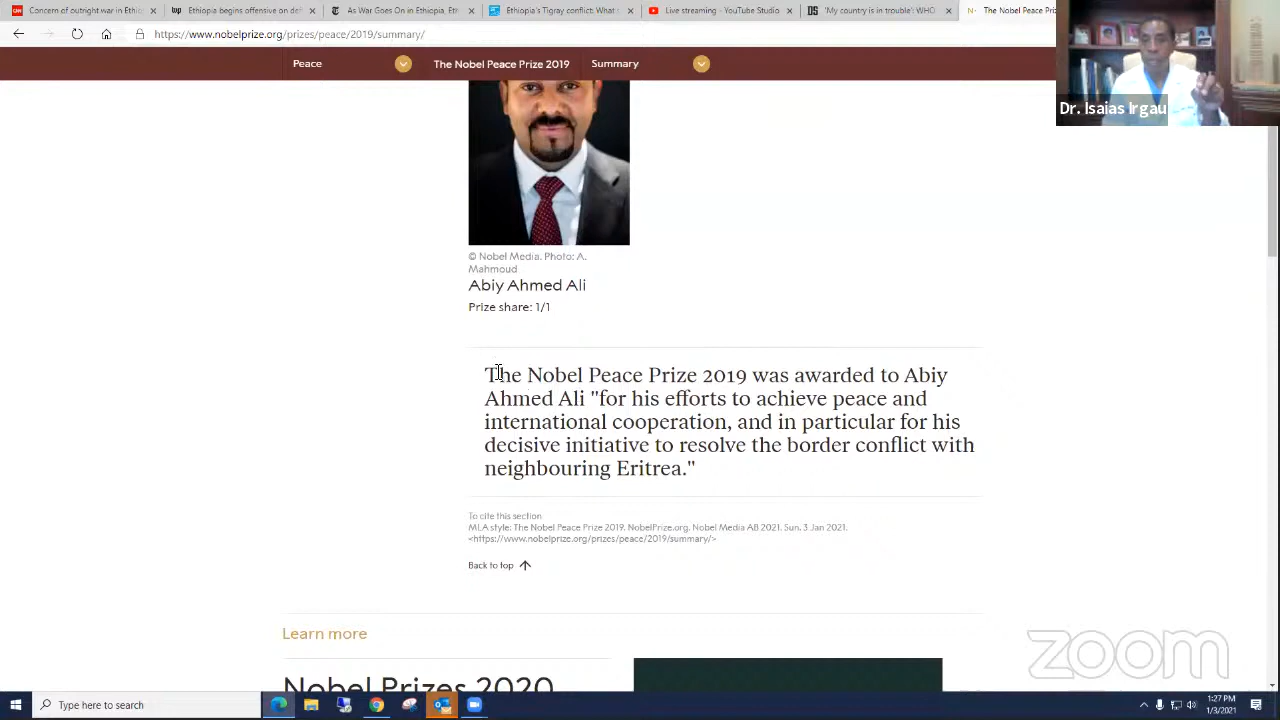 Concern of outright war in Ethi
Ethiopia begins offensive on def
As War Goes On in Ethiopia, Eth
Ethiopia's Tigray conflict: What
Live streaming - YouTube Studio
'My country is in trouble': WHO
The Nobel Peace Priz
https://www.nobelprize.org/prizes/peace/2019/summary/
Peace
The Nobel Peace Prize 2019
Summary
Dr. Isaias Irgau
© Nobel Media. Photo: A.
Mahmoud
Abiy Ahmed Ali
Prize share: 1/1
The Nobel Peace Prize 2019 was awarded to Abiy
Ahmed Ali "for his efforts to achieve peace and
international cooperation, and in particular for his
decisive initiative to resolve the border conflict with
neighbouring Eritrea."
To cite this section
MLA style: The Nobel Peace Prize 2019. NobelPrize.org. Nobel Media AB 2021. Sun. 3 Jan 2021.
<https://www.nobelprize.org/prizes/peace/2019/summary/>
Back to top
Learn more
Nobel Prizes 2020
zoom
Type here to search
1:27 PM
1/3/2021